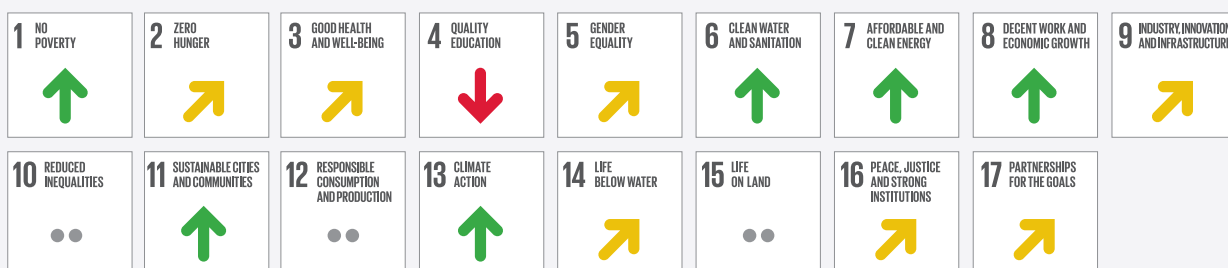 1 NO
POVERTY
2 ZERO
HUNGER
3 GOOD HEALTH
AND WELL-BEING
4 QUALITY
EDUCATION
5 GENDER
EQUALITY
6 CLEAN WATER
AND SANITATION
7 AFFORDABLE AND
CLEAN ENERGY
8 DECENT WORK AND
ECONOMIC GROWTH
9 INDUSTRY, INNOVATION
AND INFRASTRUCTURE
10 REDUCED
INEQUALITIES
11 SUSTAINABLE CITIES
AND COMMUNITIES
12 RESPONSIBLE
CONSUMPTION
AND PRODUCTION
13 CLIMATE
ACTION
14 LIFE
BELOW WATER
15 LIFE
ON LAND
16 PEACE, JUSTICE
AND STRONG
INSTITUTIONS
17 PARTNERSHIPS
FOR THE GOALS